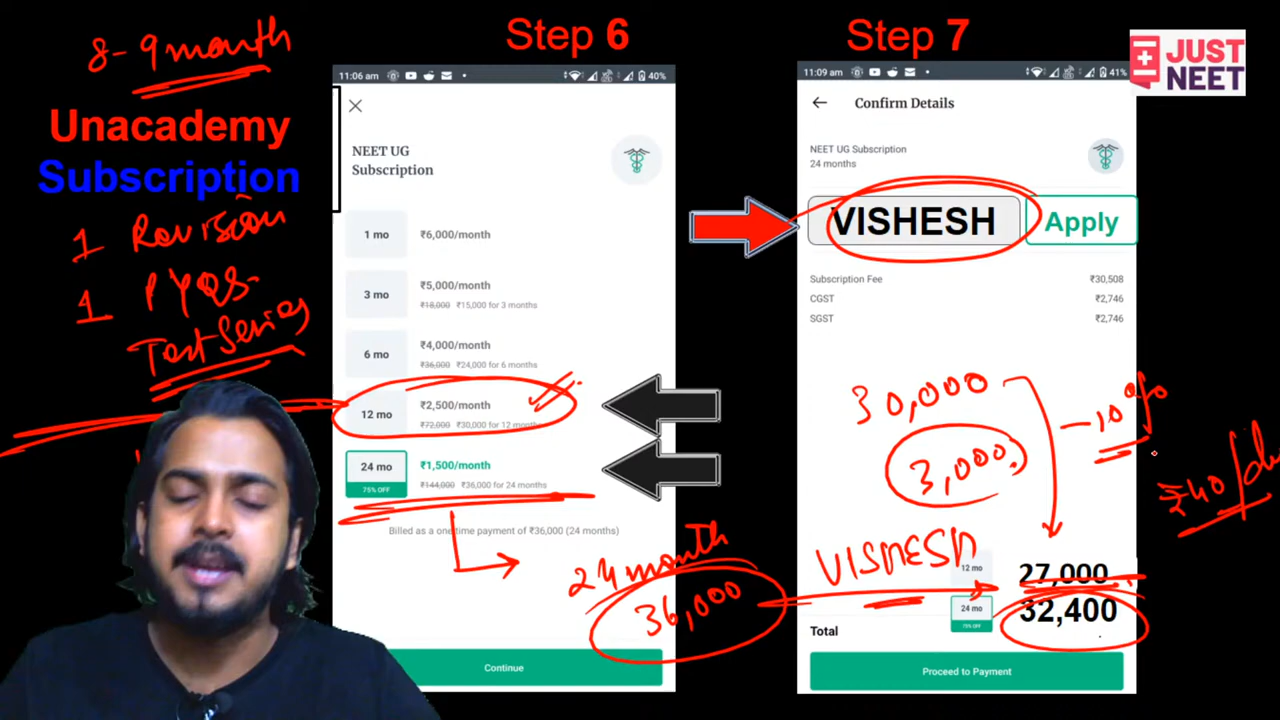 8-9 month
Unacademy
Subscription
1 Revision
1 PYQS
Test Series
Step 6
11:06 am
40%
NEET UG
Subscription
1 mo
₹6,000/month
3 mo
₹5,000/month
₹18,000 ₹15,000 for 3 months
6 mo
₹4,000/month
₹36,000 ₹24,000 for 6 months
12 mo
₹2,500/month
₹72,000 ₹30,000 for 12 months
24 mo
75% OFF
₹1,500/month
₹144,000 ₹36,000 for 24 months
Billed as a one time payment of ₹36,000 (24 months)
24 month
36,000
Continue
Step 7
JUST
NEET
11:09 am
41%
Confirm Details
NEET UG Subscription
24 months
VISHESH
Apply
Subscription Fee ₹30,508
CGST ₹2,746
SGST ₹2,746
30,000
-10%
3,000
VISHESH
12 mo
27,000
24 mo
75% OFF
32,400
Total
Proceed to Payment